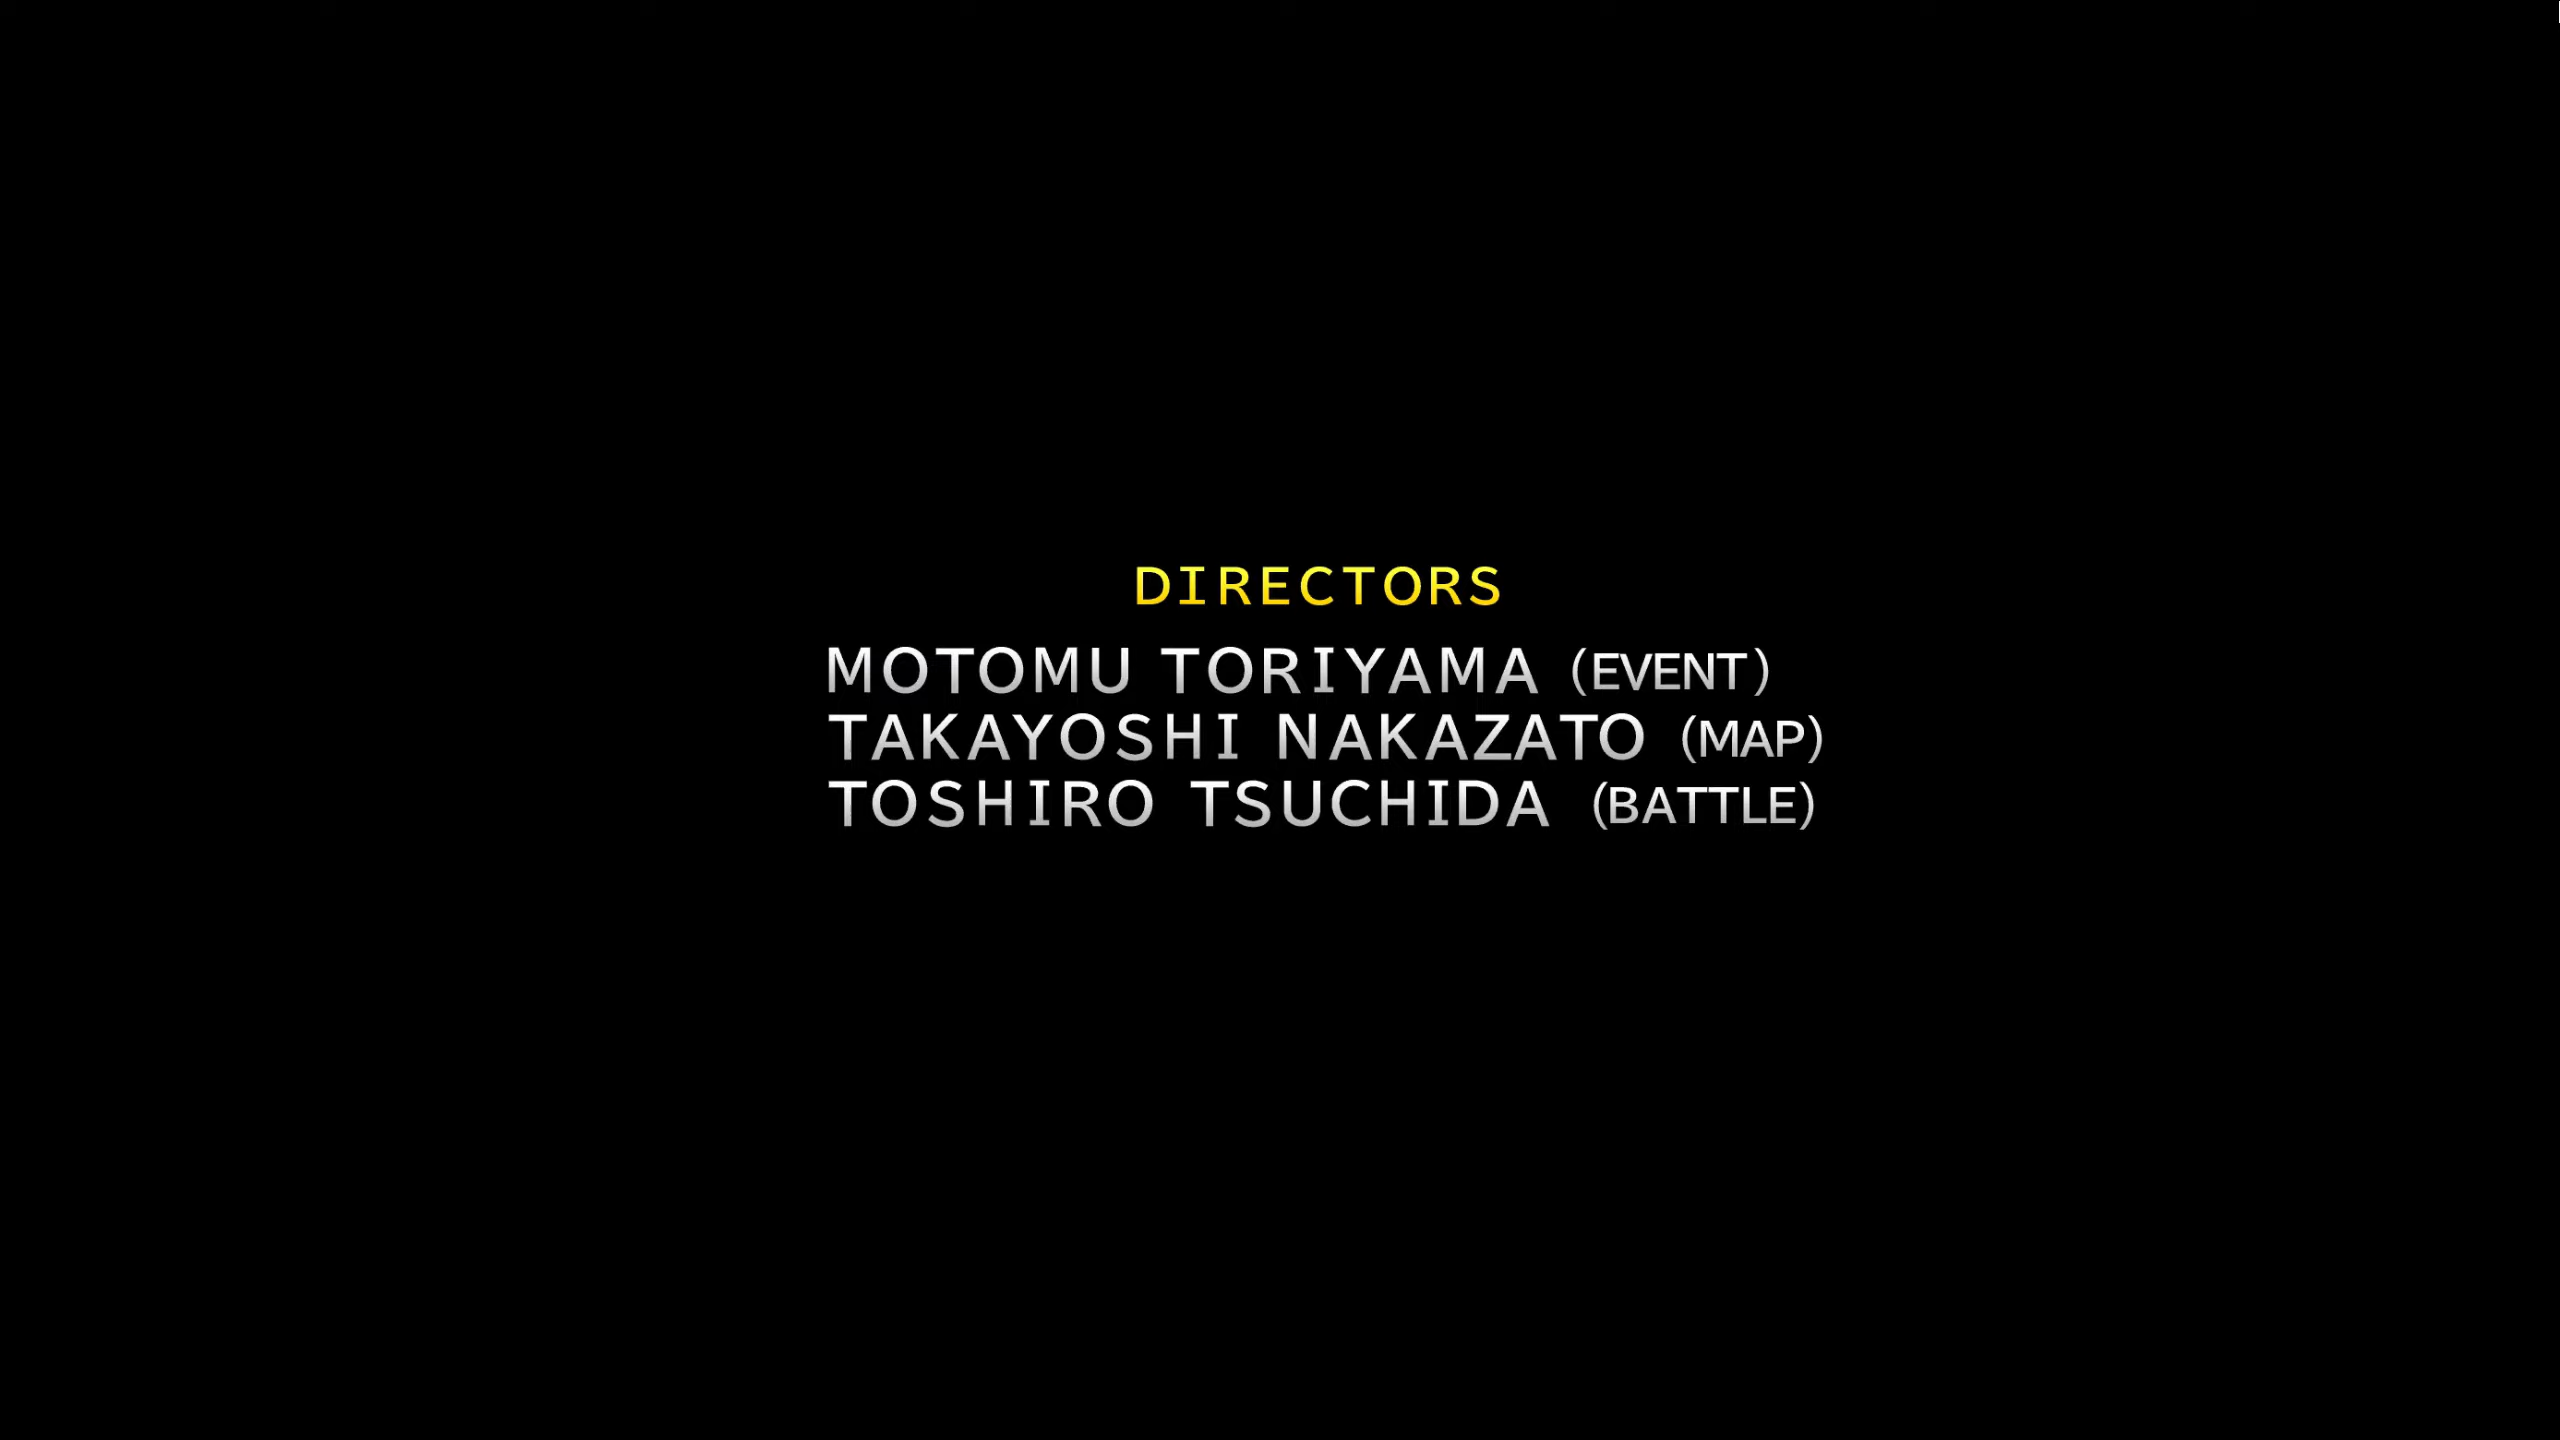 DIRECTORS
MOTOMU TORIYAMA (EVENT)
TAKAYOSHI NAKAZATO (MAP)
TOSHIRO TSUCHIDA (BATTLE)